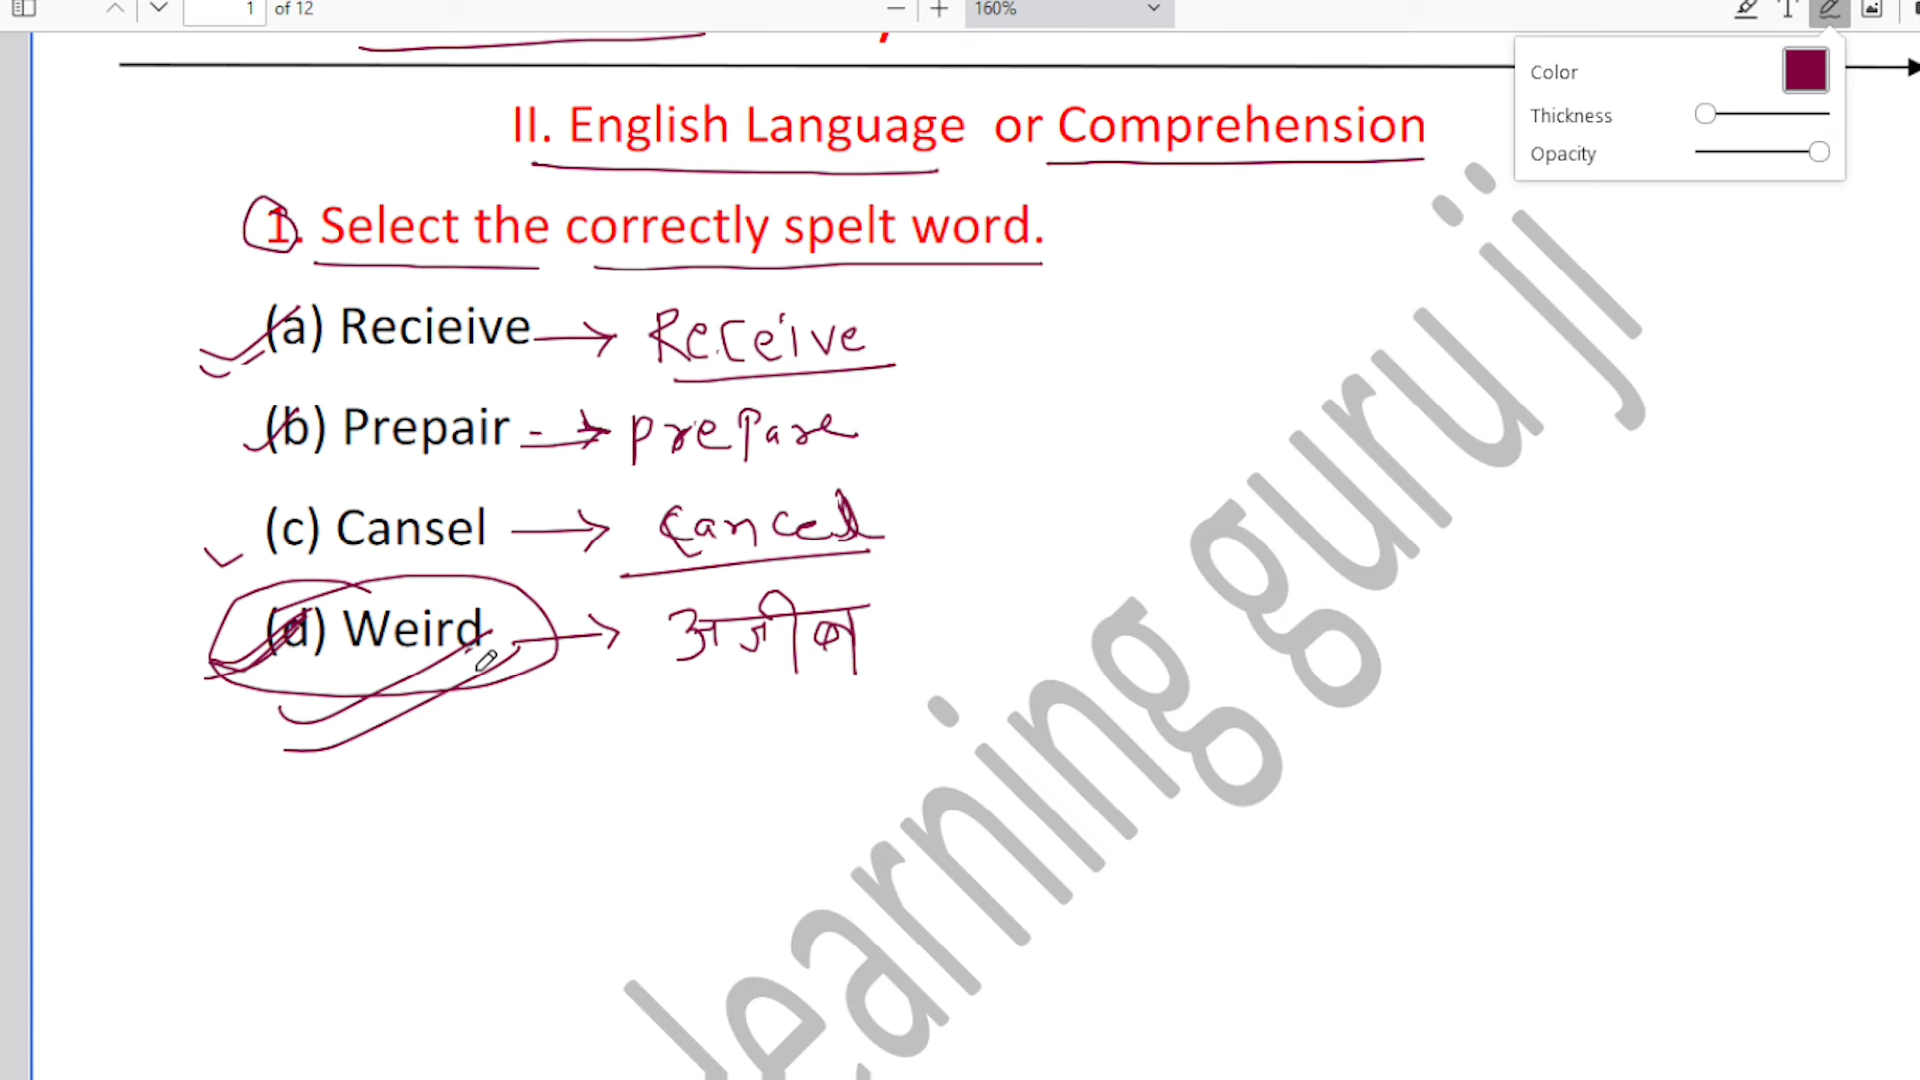 1 of 12 160%
Color
Thickness
Opacity
II. English Language or Comprehension
1. Select the correctly spelt word.
(a) Recieive → Receive
(b) Prepair → prepare
(c) Cansel → Cancel
(d) Weird → अजीब
learning guru ji